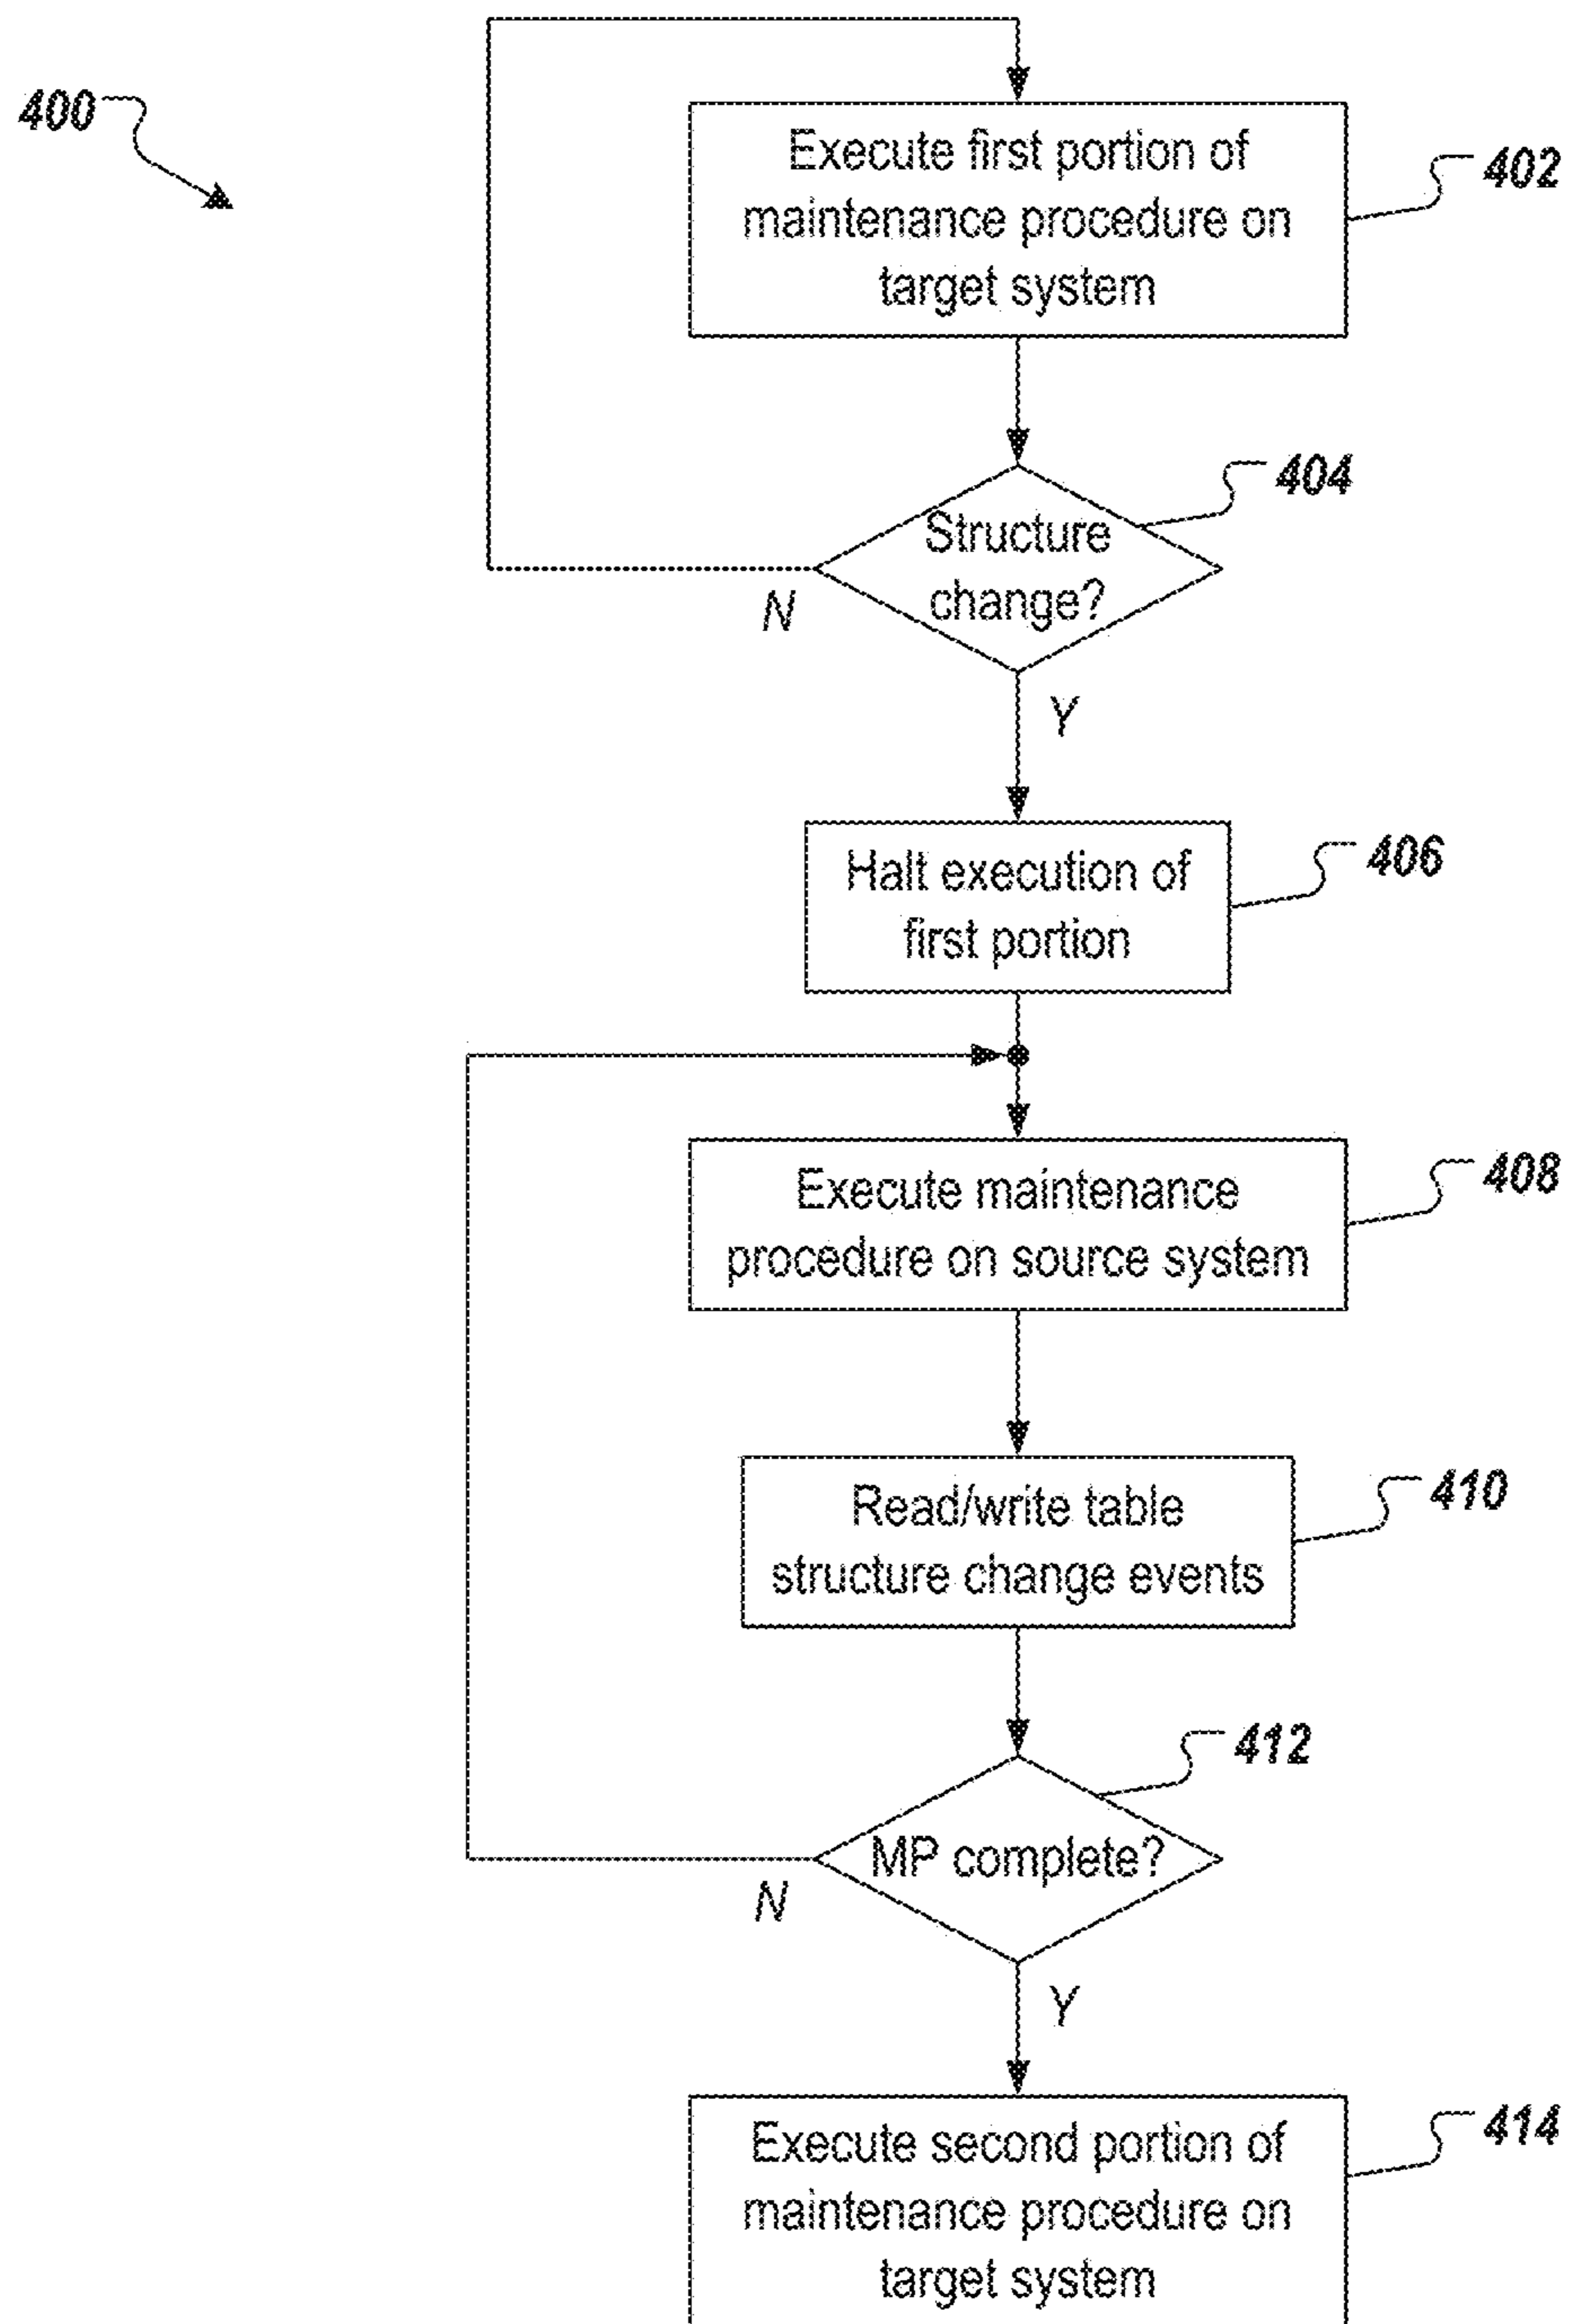 400
Execute first portion of
maintenance procedure on
target system
402
Structure
change?
404
N
Y
Halt execution of
first portion
406
Execute maintenance
procedure on source system
408
Read/write table
structure change events
410
MP complete?
412
N
Y
Execute second portion of
maintenance procedure on
target system
414